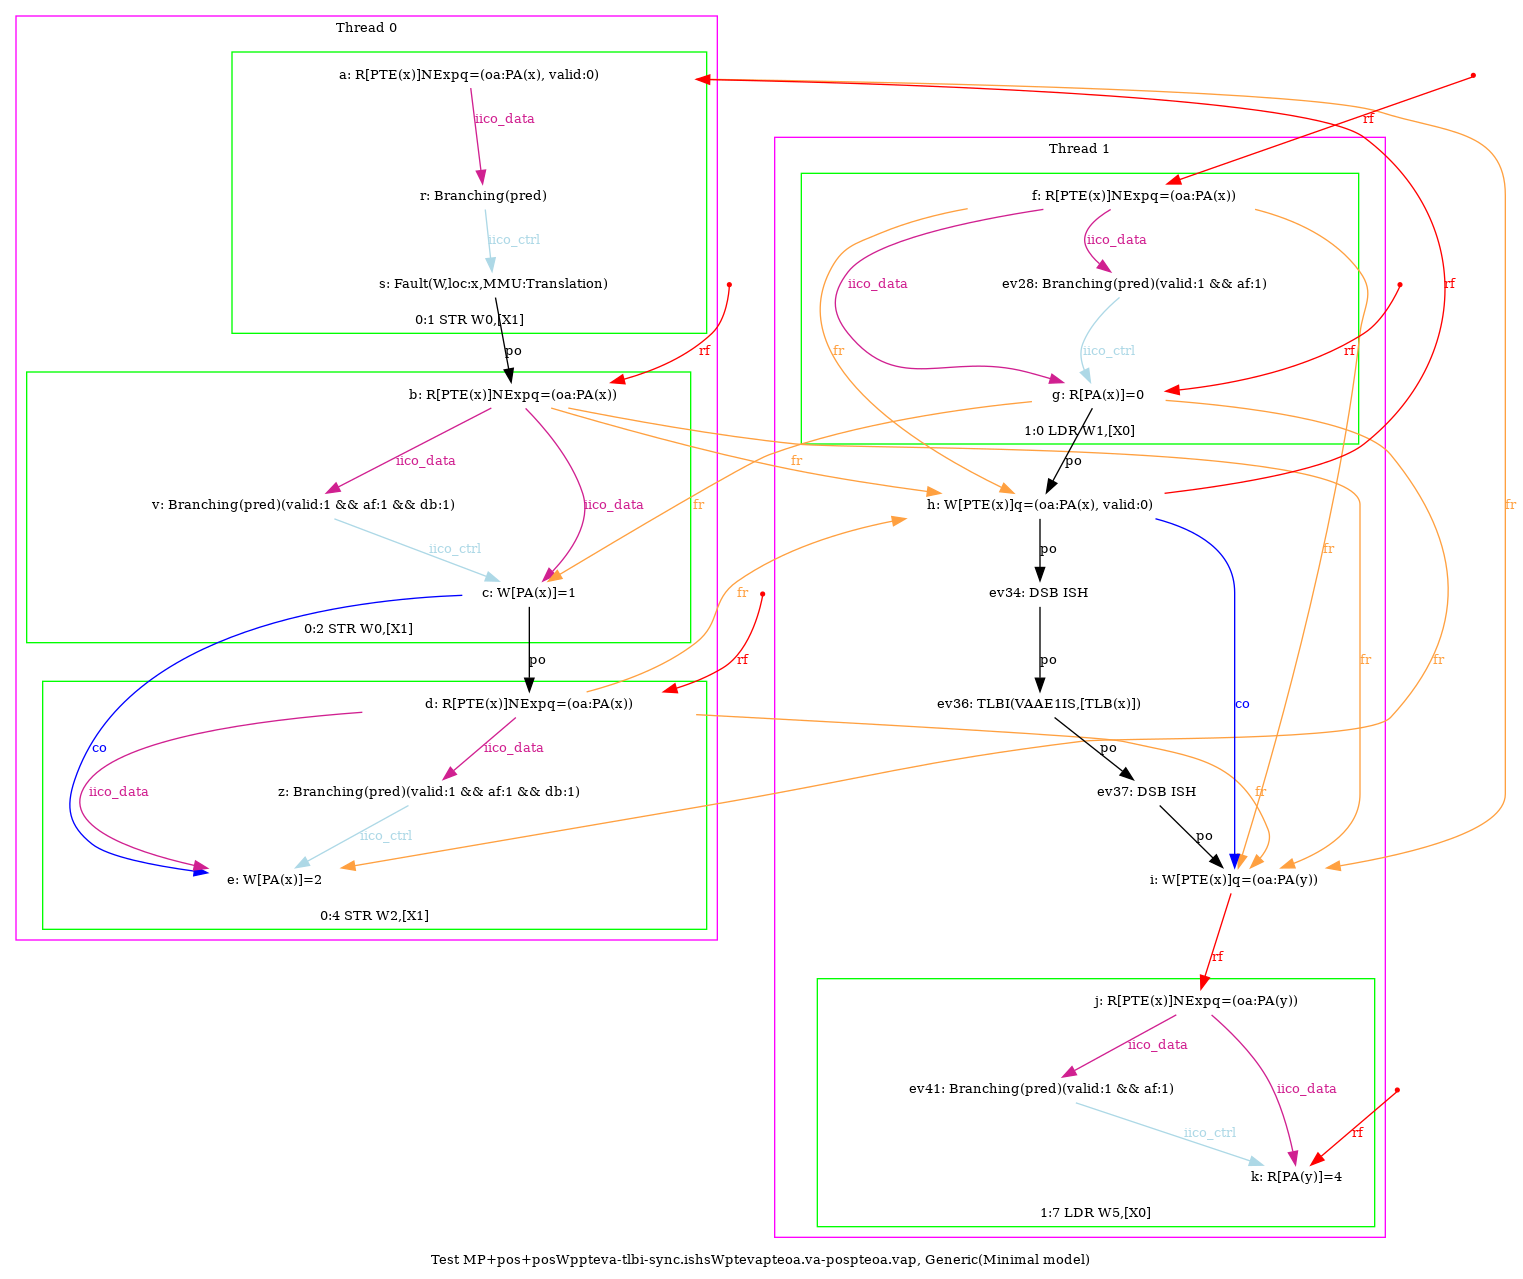 Thread 0
a: R[PTE(x)]NExpq=(oa:PA(x), valid:0)
rf
iico_data
Thread 1
r: Branching(pred)
f: R[PTE(x)]NExpq=(oa:PA(x))
iico_ctrl
iico_data
s: Fault(W,loc:x,MMU:Translation)
iico_data
ev28: Branching(pred)(valid:1 && af:1)
rf
0:1 STR W0,[X1]
po
rf
fr
iico_ctrl
rf
b: R[PTE(x)]NExpq=(oa:PA(x))
g: R[PA(x)]=0
1:0 LDR W1,[X0]
iico_data
fr
po
v: Branching(pred)(valid:1 && af:1 && db:1)
iico_data
fr
h: W[PTE(x)]q=(oa:PA(x), valid:0)
fr
iico_ctrl
po
fr
c: W[PA(x)]=1
fr
ev34: DSB ISH
0:2 STR W0,[X1]
po
rf
po
fr
fr
d: R[PTE(x)]NExpq=(oa:PA(x))
ev36: TLBI(VAAE1IS,[TLB(x)])
co
co
iico_data
po
iico_data
z: Branching(pred)(valid:1 && af:1 && db:1)
ev37: DSB ISH
fr
iico_ctrl
po
e: W[PA(x)]=2
i: W[PTE(x)]q=(oa:PA(y))
0:4 STR W2,[X1]
rf
j: R[PTE(x)]NExpq=(oa:PA(y))
iico_data
ev41: Branching(pred)(valid:1 && af:1)
iico_data
iico_ctrl
rf
k: R[PA(y)]=4
1:7 LDR W5,[X0]
Test MP+pos+posWppteva-tlbi-sync.ishsWptevapteoa.va-pospteoa.vap, Generic(Minimal model)